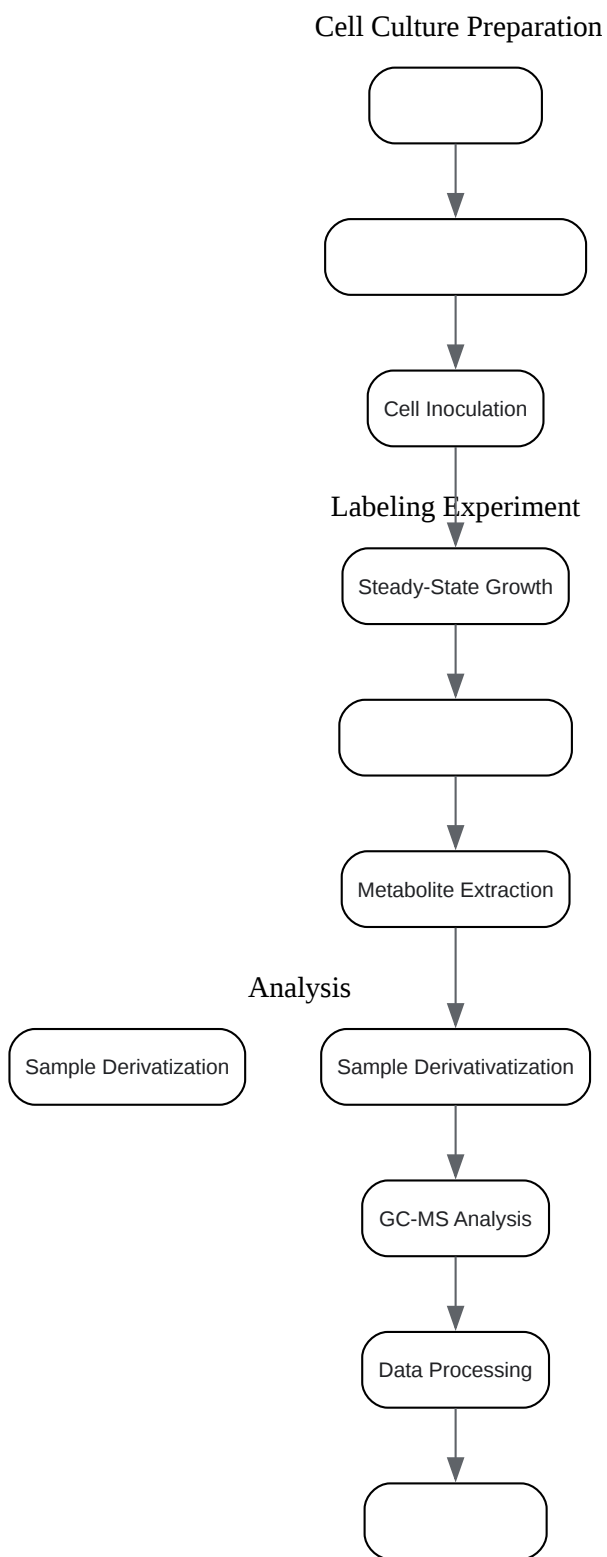 Cell Culture Preparation
Cell Inoculation
Labeling Experiment
Steady-State Growth
Metabolite Extraction
Analysis
Sample Derivatization
Sample Derivativatization
GC-MS Analysis
Data Processing